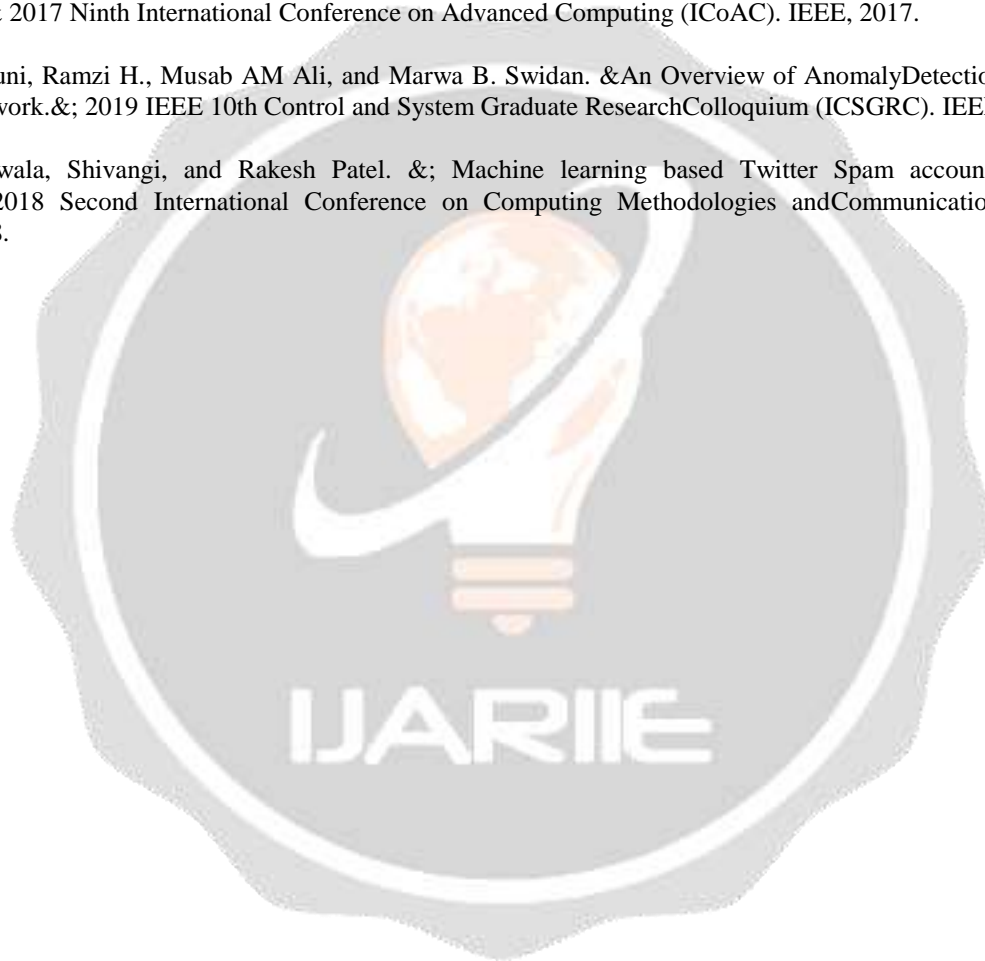 2017 Ninth International Conference on Advanced Computing (ICoAC). IEEE, 2017.
uni, Ramzi H., Musab AM Ali, and Marwa B. Swidan. &An Overview of AnomalyDetectio
work.&; 2019 IEEE 10th Control and System Graduate ResearchColloquium (ICSGRC). IEE
wala, Shivangi, and Rakesh Patel. &; Machine learning based Twitter Spam accoun
2018 Second International Conference on Computing Methodologies andCommunicatio
IJARIIE